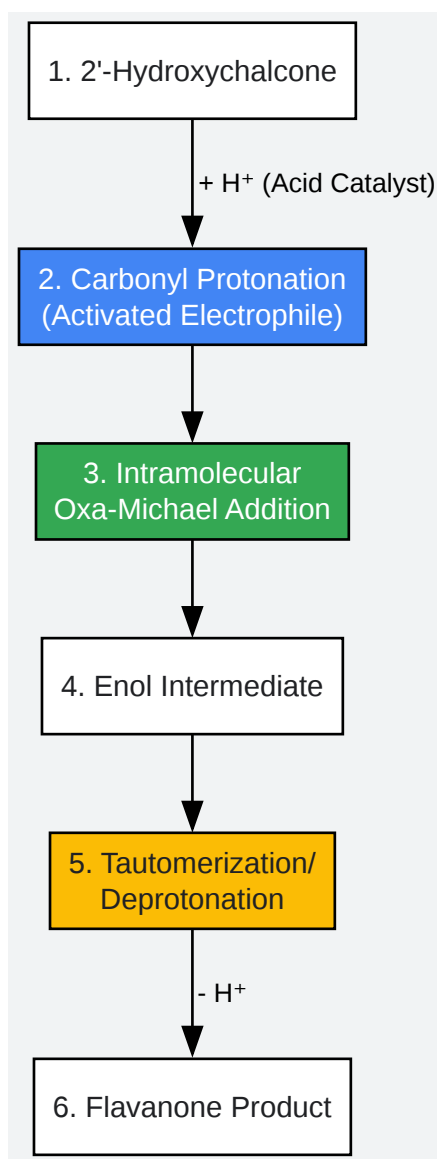 1. 2'-Hydroxychalcone
+ H⁺ (Acid Catalyst)
2. Carbonyl Protonation
(Activated Electrophile)
3. Intramolecular
Oxa-Michael Addition
4. Enol Intermediate
5. Tautomerization/
Deprotonation
- H⁺
6. Flavanone Product